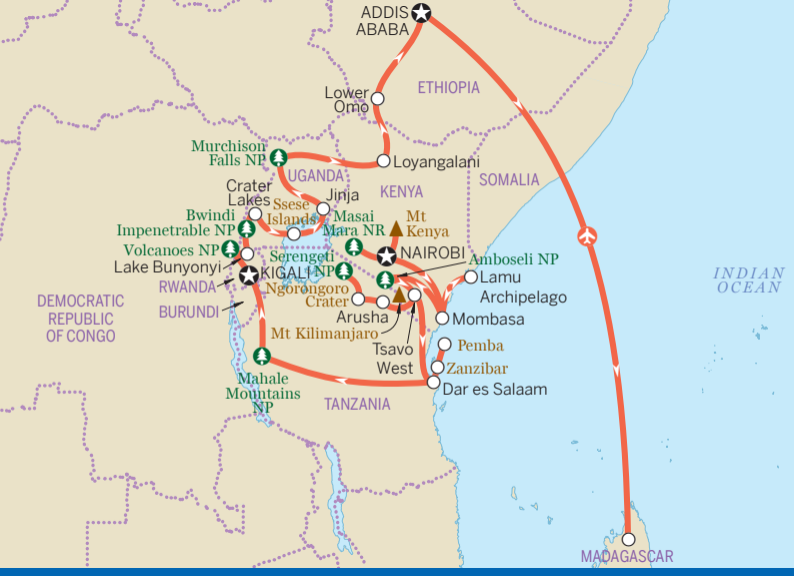 ADDIS
ABABA
ETHIOPIA
Lower
Omo
Murchison
Falls NP
Loyangalani
UGANDA
KENYA
SOMALIA
Crater
Lakes
Jinja
Ssese
Islands
Bwindi
Impenetrable NP
Masai
Mara NR
Mt
Kenya
Volcanoes NP
NAIROBI
Lake Bunyonyi
Serengeti
NP
Amboseli NP
KIGALI
INDIAN
OCEAN
RWANDA
Ngorongoro
Crater
Lamu
Archipelago
DEMOCRATIC
REPUBLIC
OF CONGO
BURUNDI
Arusha
Mombasa
Mt Kilimanjaro
Tsavo
West
Pemba
Zanzibar
Mahale
Mountains
NP
Dar es Salaam
TANZANIA
MADAGASCAR